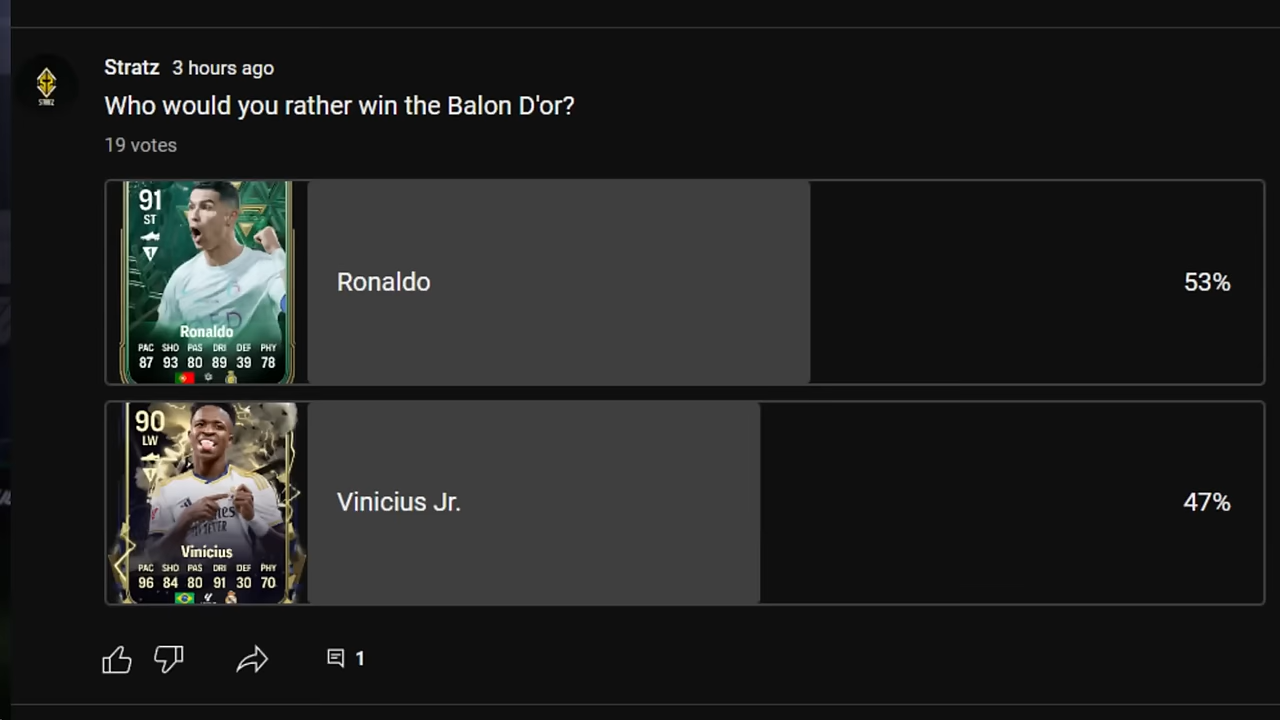 Stratz 3 hours ago
Who would you rather win the Balon D'or?
19 votes
91
ST
1
Ronaldo
PAC SHO PAS DRI DEF PHY
87 93 80 89 39 78
Ronaldo
53%
90
LW
Vinícius
PAC SHO PAS DRI DEF PHY
96 84 80 91 30 70
Vinicius Jr.
47%
1